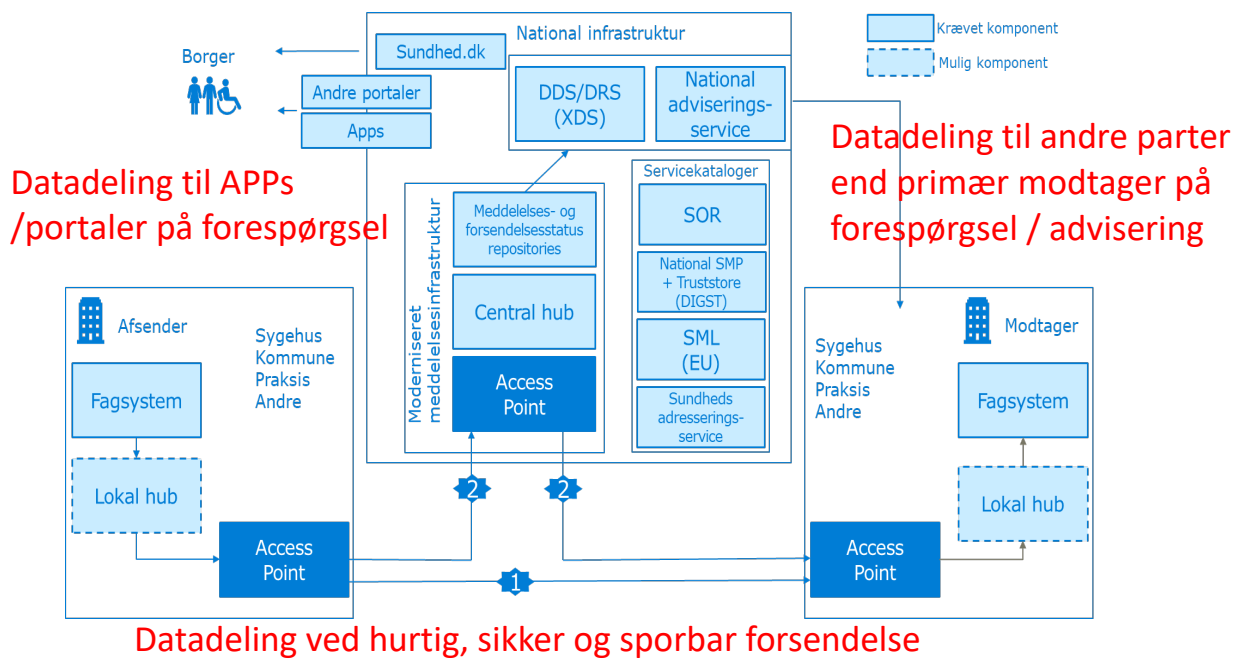 National infrastruktur
Krævet komponent
Mulig komponent
Borger
Sundhed.dk
Andre portaler
Apps
DDS/DRS
(XDS)
National
adviserings-
service
Datadeling til APPs
/portaler på forespørgsel
Datadeling til andre parter
end primær modtager på
forespørgsel / advisering
Moderniseret
meddelelsesinfrastruktur
Meddelelses- og
forsendelsesstatus
repositories
Central hub
Access
Point
Servicekataloger
SOR
National SMP
+ Truststore
(DIGST)
SML
(EU)
Sundheds
adresserings-
service
Afsender
Sygehus
Kommune
Praksis
Andre
Fagsystem
Lokal hub
Access
Point
2
2
1
Modtager
Sygehus
Kommune
Praksis
Andre
Fagsystem
Lokal hub
Access
Point
Datadeling ved hurtig, sikker og sporbar forsendelse